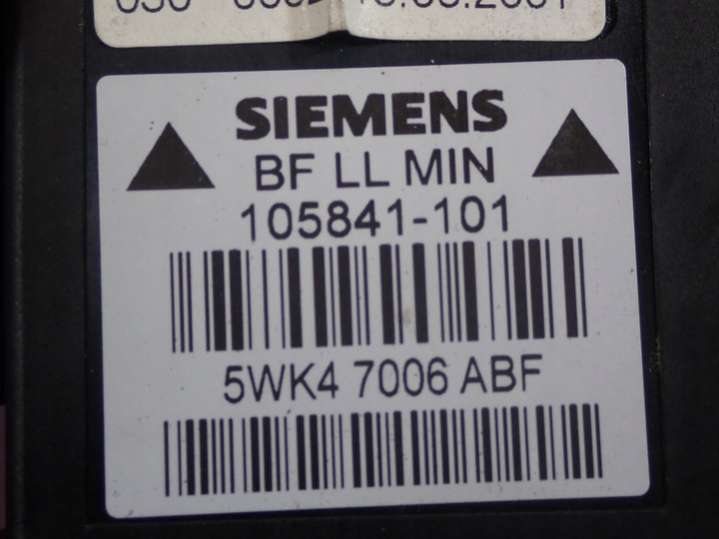 SIEMENS
BF LL MIN
105841-101
5WK4 7006 ABF